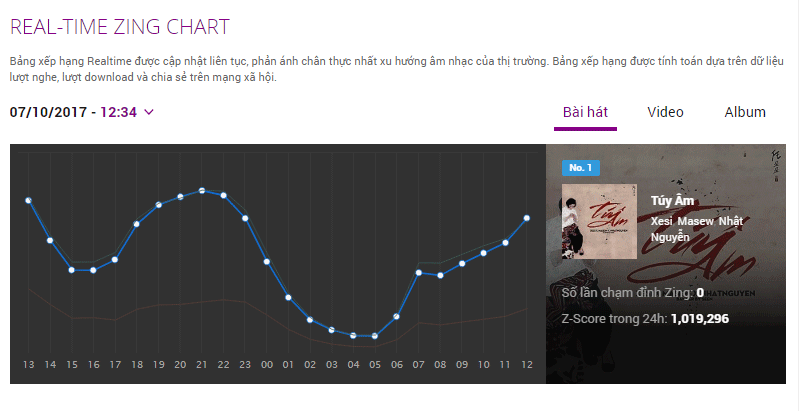 REAL-TIME ZING CHART
Bảng xếp hạng Realtime được cập nhật liên tục, phản ánh chân thực nhất xu hướng âm nhạc của thị trường. Bảng xếp hạng được tính toán dựa trên dữ liệu
lượt nghe, lượt download và chia sẻ trên mạng xã hội.
07/10/2017 - 12:34
Bài hát Video Album
No. 1
Túy Âm
Xesi Masew Nhật
Nguyễn
Túy Âm
Số lần chạm đỉnh Zing: 0
Z-Score trong 24h: 1,019,296
13 14 15 16 17 18 19 20 21 22 23 00 01 02 03 04 05 06 07 08 09 10 11 12